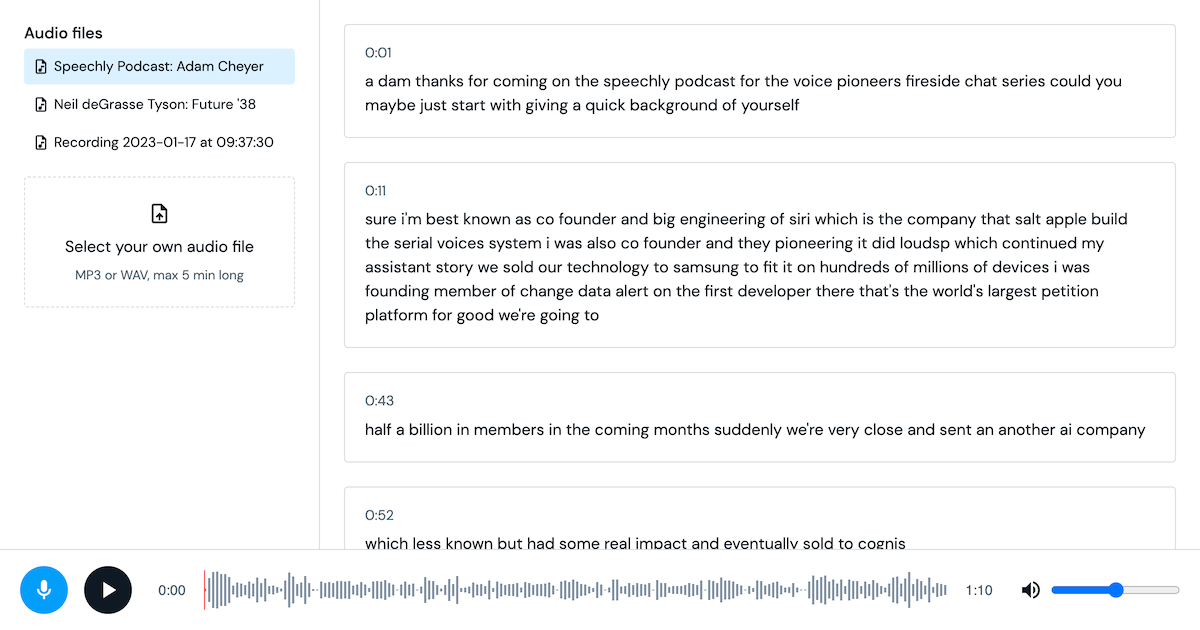 Audio files
Speechly Podcast: Adam Cheyer
Neil deGrasse Tyson: Future '38
Recording 2023-01-17 at 09:37:30
Select your own audio file
MP3 or WAV, max 5 min long
0:01
a dam thanks for coming on the speechly podcast for the voice pioneers fireside chat series could you
maybe just start with giving a quick background of yourself
0:11
sure i'm best known as co founder and big engineering of siri which is the company that salt apple build
the serial voices system i was also co founder and they pioneering it did loudsp which continued my
assistant story we sold our technology to samsung to fit it on hundreds of millions of devices i was
founding member of change data alert on the first developer there that's the world's largest petition
platform for good we're going to
0:43
half a billion in members in the coming months suddenly we're very close and sent an another ai company
0:52
which less known but had some real impact and eventually sold to cognis
0:00
1:10